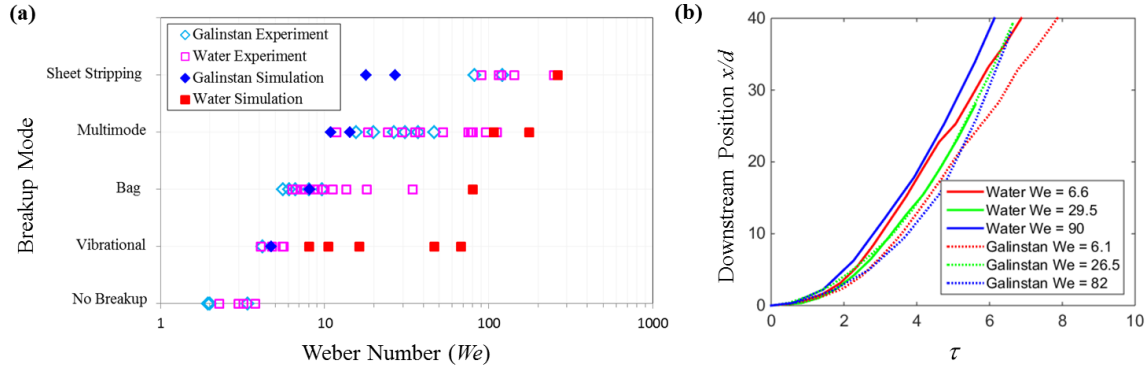 (a)
Galinstan Experiment
Water Experiment
Galinstan Simulation
Water Simulation
Sheet Stripping
Multimode
Bag
Vibrational
No Breakup
Breakup Mode
1 10 100 1000
Weber Number (We)
(b)
40
30
20
10
0
Downstream Position x/d
Water We = 6.6
Water We = 29.5
Water We = 90
Galinstan We = 6.1
Galinstan We = 26.5
Galinstan We = 82
0 2 4 6 8 10
τ